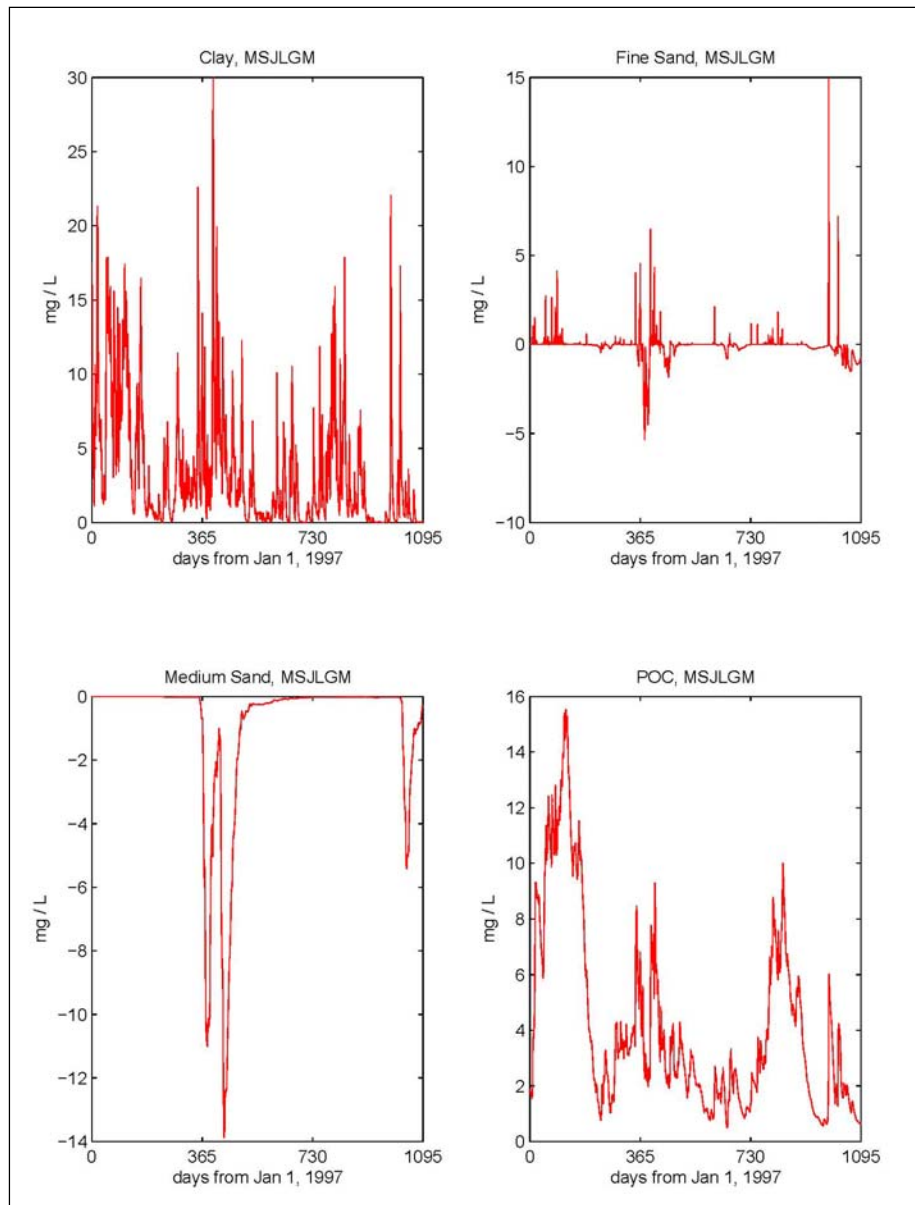 Clay, MSJLGM
30
25
20
15
10
5
0
mg / L
0 365 730 1095
days from Jan 1, 1997
Fine Sand, MSJLGM
15
10
5
0
−5
−10
mg / L
0 365 730 1095
days from Jan 1, 1997
Medium Sand, MSJLGM
0
−2
−4
−6
−8
−10
−12
−14
mg / L
0 365 730 1095
days from Jan 1, 1997
POC, MSJLGM
16
14
12
10
8
6
4
2
0
mg / L
0 365 730 1095
days from Jan 1, 1997